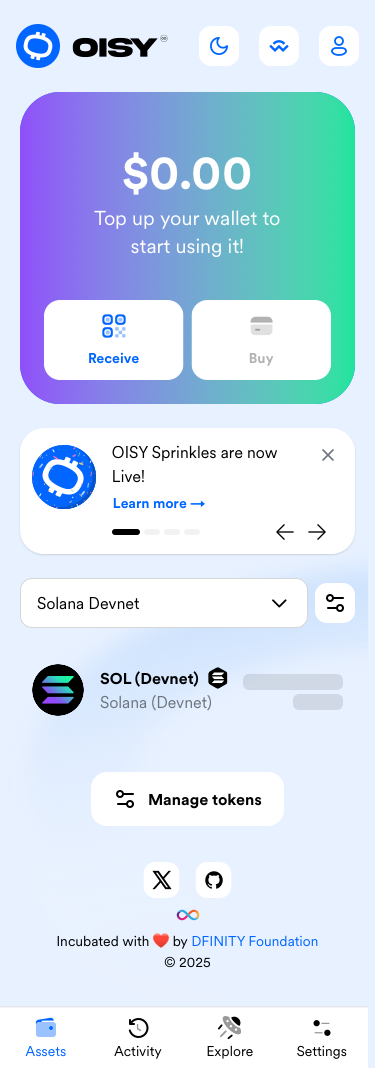 OISY
$0.00
Top up your wallet to
start using it!
Receive
Buy
OISY Sprinkles are now
Live!
Learn more →
Solana Devnet
SOL (Devnet)
Solana (Devnet)
Manage tokens
Incubated with ❤️ by DFINITY Foundation
© 2025
Assets
Activity
Explore
Settings